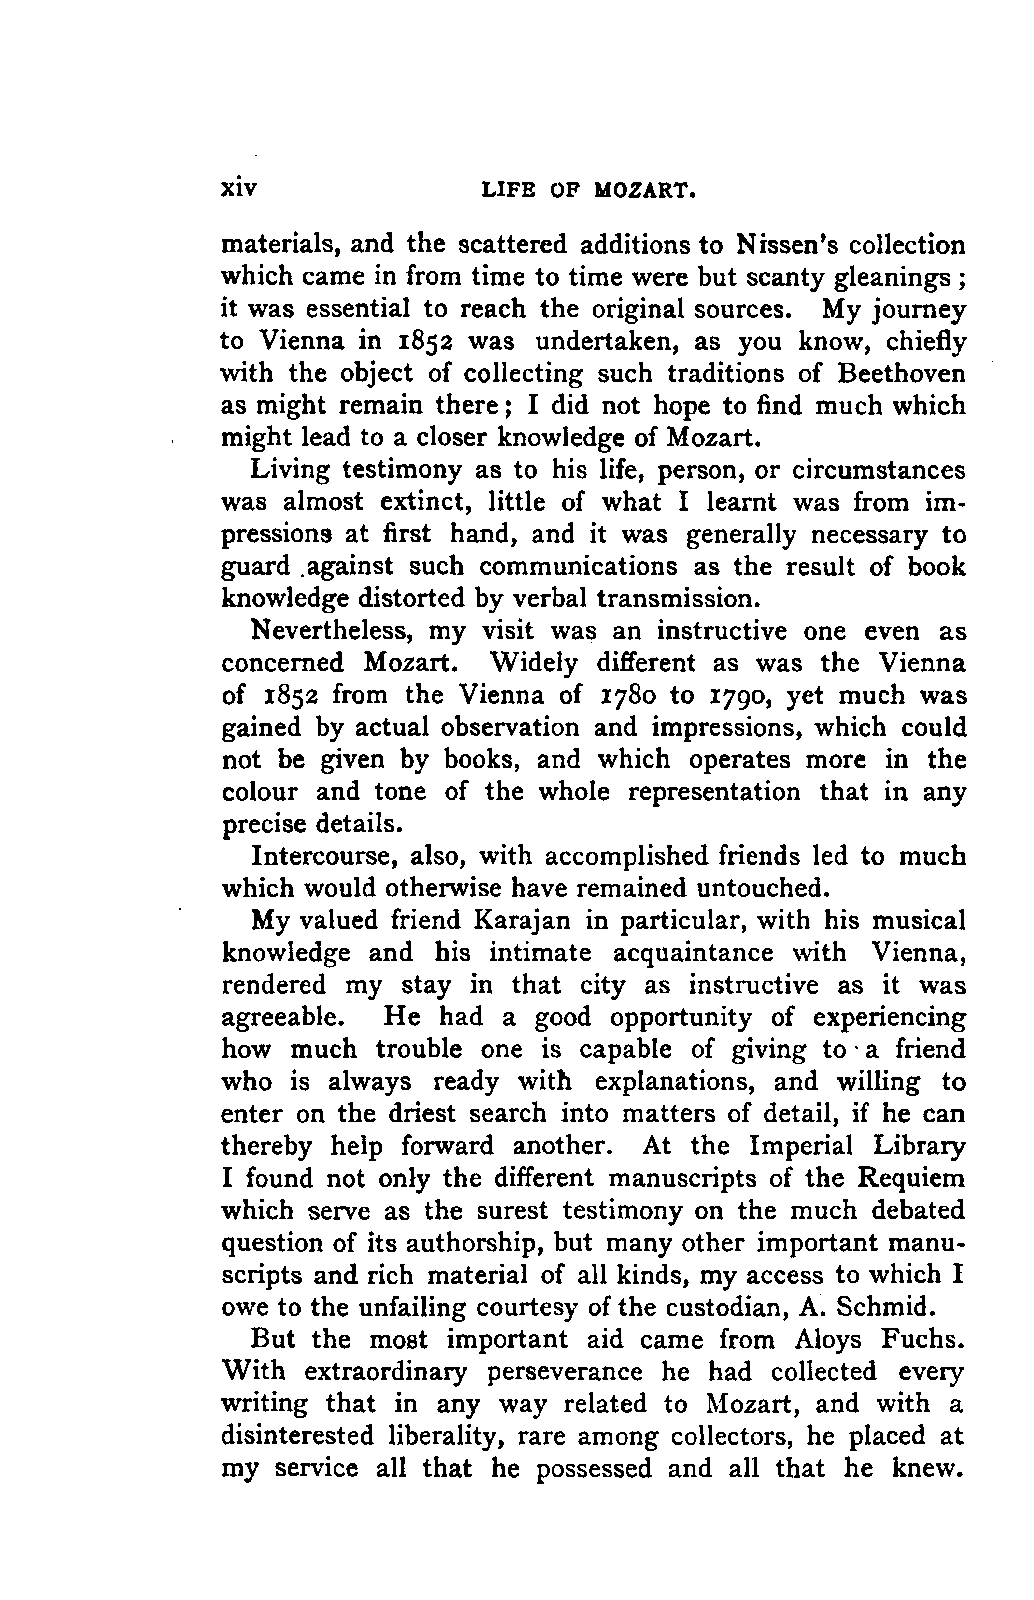 xiv LIFE OF MOZART.
materials, and the scattered additions to Nissen's collection
which came in from time to time were but scanty gleanings ;
it was essential to reach the original sources. My journey
to Vienna in 1852 was undertaken, as you know, chiefly
with the object of collecting such traditions of Beethoven
as might remain there ; I did not hope to find much which
might lead to a closer knowledge of Mozart.
Living testimony as to his life, person, or circumstances
was almost extinct, little of what I learnt was from im-
pressions at first hand, and it was generally necessary to
guard against such communications as the result of book
knowledge distorted by verbal transmission.
Nevertheless, my visit was an instructive one even as
concerned Mozart. Widely different as was the Vienna
of 1852 from the Vienna of 1780 to 1790, yet much was
gained by actual observation and impressions, which could
not be given by books, and which operates more in the
colour and tone of the whole representation that in any
precise details.
Intercourse, also, with accomplished friends led to much
which would otherwise have remained untouched.
My valued friend Karajan in particular, with his musical
knowledge and his intimate acquaintance with Vienna,
rendered my stay in that city as instructive as it was
agreeable. He had a good opportunity of experiencing
how much trouble one is capable of giving to a friend
who is always ready with explanations, and willing to
enter on the driest search into matters of detail, if he can
thereby help forward another. At the Imperial Library
I found not only the different manuscripts of the Requiem
which serve as the surest testimony on the much debated
question of its authorship, but many other important manu-
scripts and rich material of all kinds, my access to which I
owe to the unfailing courtesy of the custodian, A. Schmid.
But the most important aid came from Aloys Fuchs.
With extraordinary perseverance he had collected every
writing that in any way related to Mozart, and with a
disinterested liberality, rare among collectors, he placed at
my service all that he possessed and all that he knew.